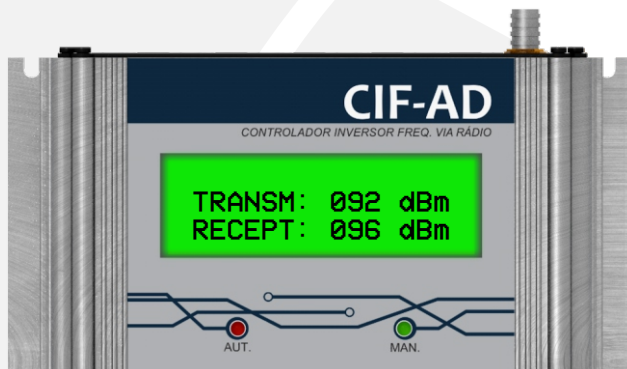 CIF-AD
CONTROLADOR INVERSOR FREQ. VIA RÁDIO
TRANSM: 092 dBm
RECEPT: 096 dBm
AUT.
MAN.